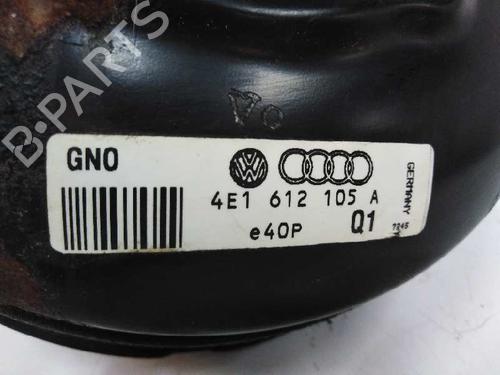 B-PARTS
GNO
4E1 612 105 A
e40P Q1
GERMANY